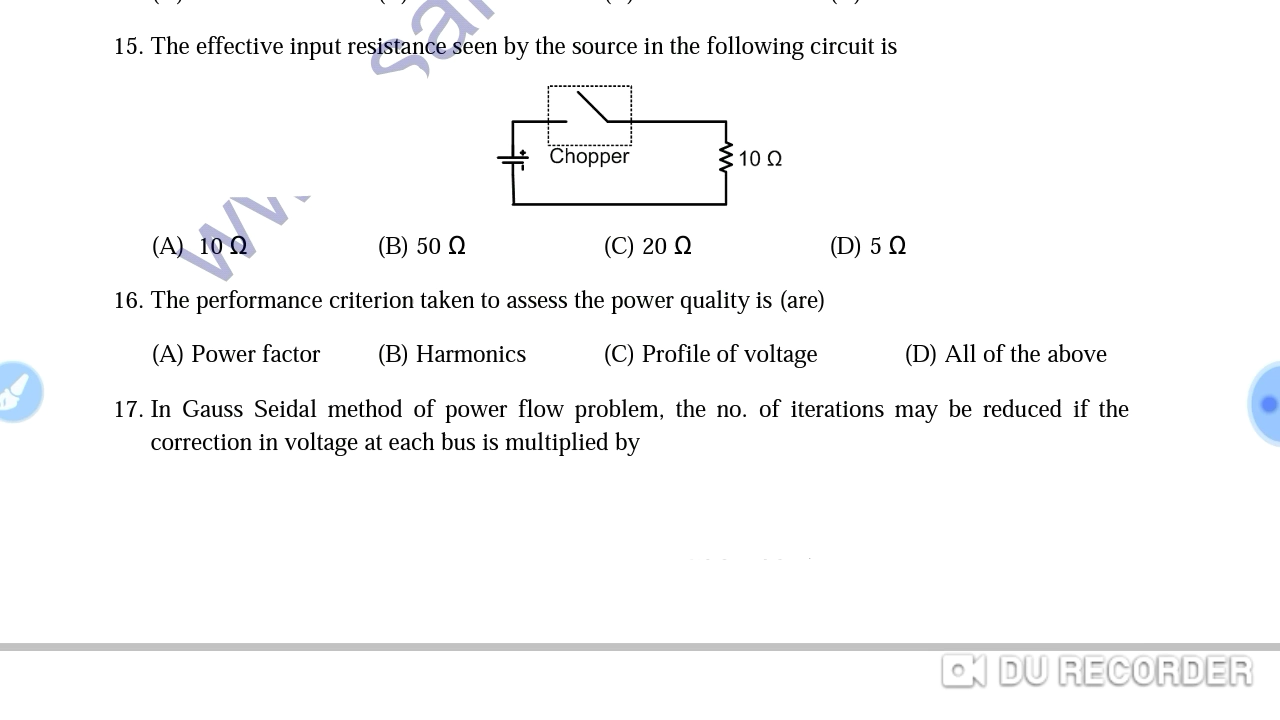 15. The effective input resistance seen by the source in the following circuit is
Chopper
10 Ω
(A) 10 Ω (B) 50 Ω (C) 20 Ω (D) 5 Ω
16. The performance criterion taken to assess the power quality is (are)
(A) Power factor (B) Harmonics (C) Profile of voltage (D) All of the above
17. In Gauss Seidal method of power flow problem, the no. of iterations may be reduced if the
correction in voltage at each bus is multiplied by
DU RECORDER